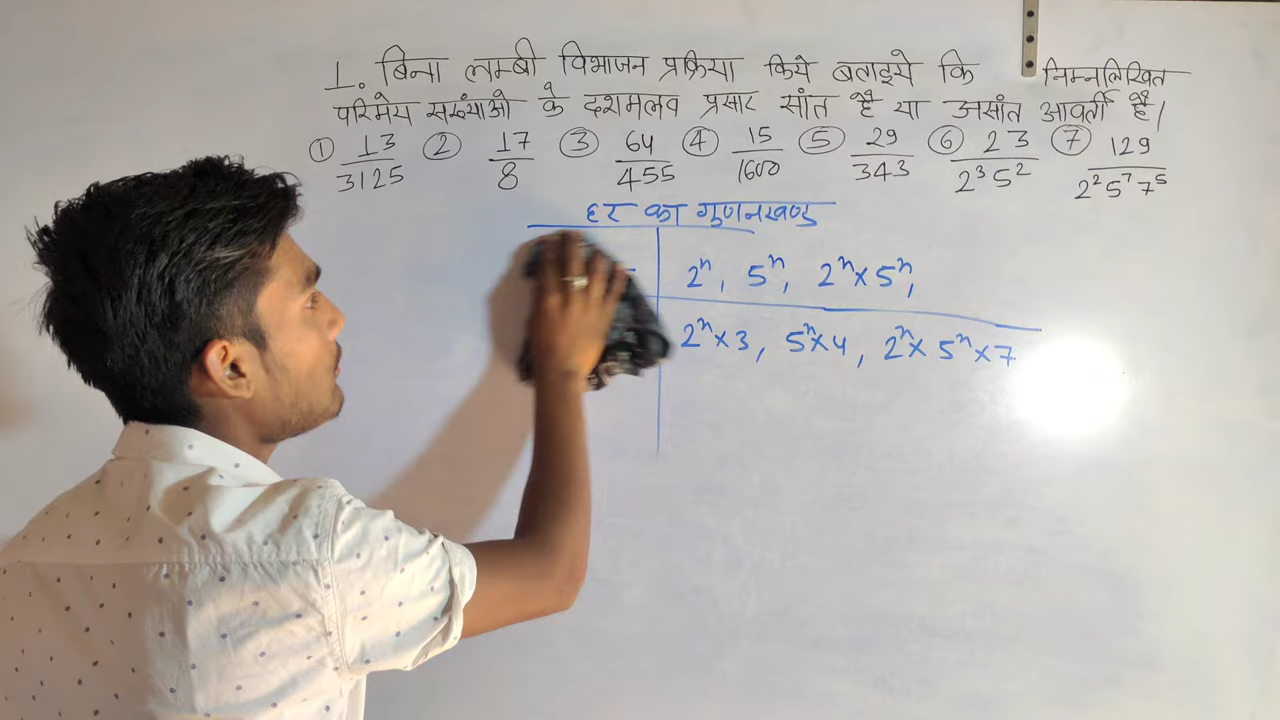 1. बिना लम्बी विभाजन प्रक्रिया किये बताइये कि निम्नलिखित
परिमेय संख्याओ के दशमलव प्रसार सांत है या असांत आवर्ती है।
① 13/3125 ② 17/8 ③ 64/455 ④ 15/1600 ⑤ 29/343 ⑥ 23/2³5² ⑦ 129/2²5⁷7⁵
हर का गुणनखण्ड
2ⁿ, 5ⁿ, 2ⁿ×5ⁿ,
2ⁿ×3, 5ⁿ×4, 2ⁿ×5ⁿ×7